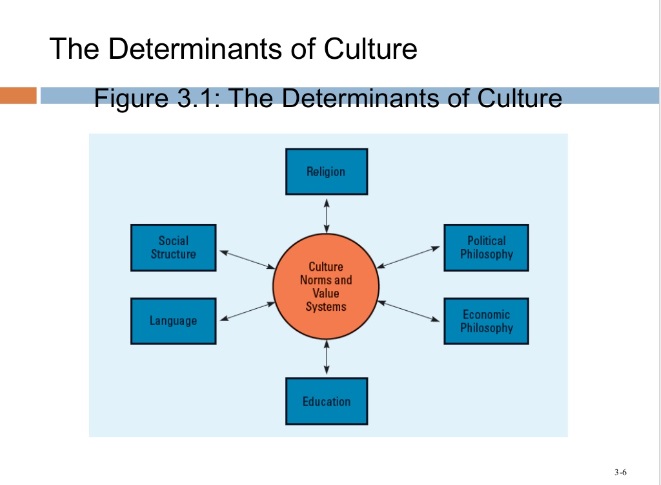 The Determinants of Culture
Figure 3.1: The Determinants of Culture
Religion
Social
Structure
Political
Philosophy
Culture
Norms and
Value
Systems
Language
Economic
Philosophy
Education
3-6